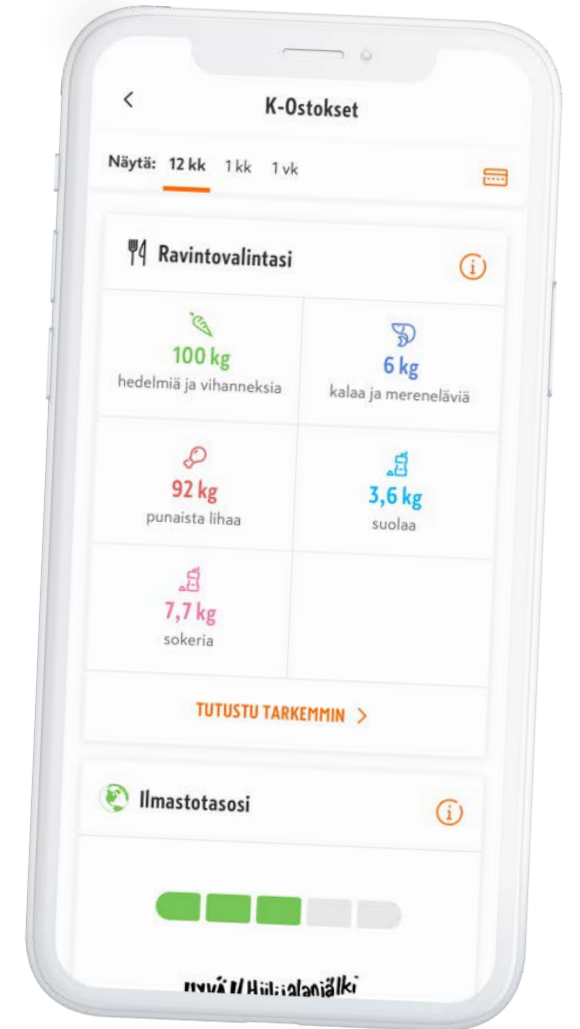 K-Ostokset
Näytä: 12 kk 1 kk 1 vk
Ravintovalintasi
100 kg
hedelmiä ja vihanneksia
6 kg
kalaa ja mereneläviä
92 kg
punaista lihaa
3,6 kg
suolaa
7,7 kg
sokeria
TUTUSTU TARKEMMIN
Ilmastotasosi